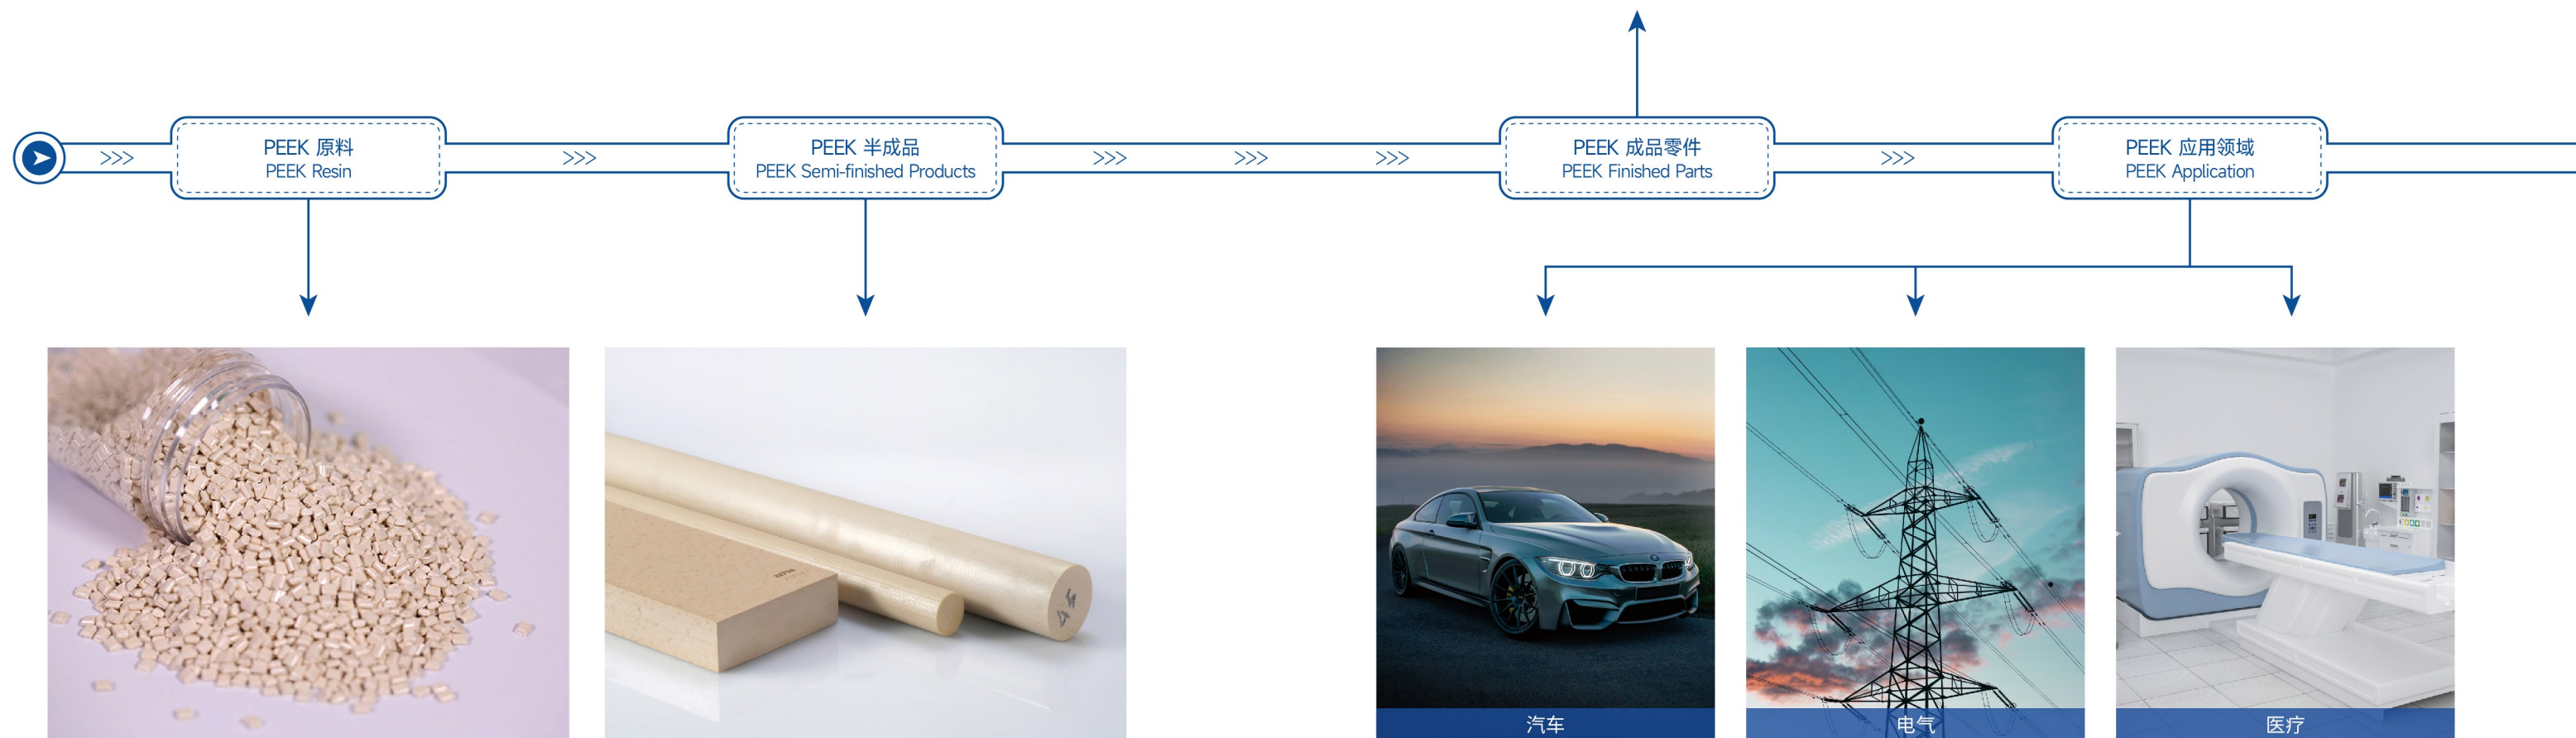 PEEK 原料
PEEK Resin
PEEK 半成品
PEEK Semi-finished Products
PEEK 成品零件
PEEK Finished Parts
PEEK 应用领域
PEEK Application
汽车
电气
医疗